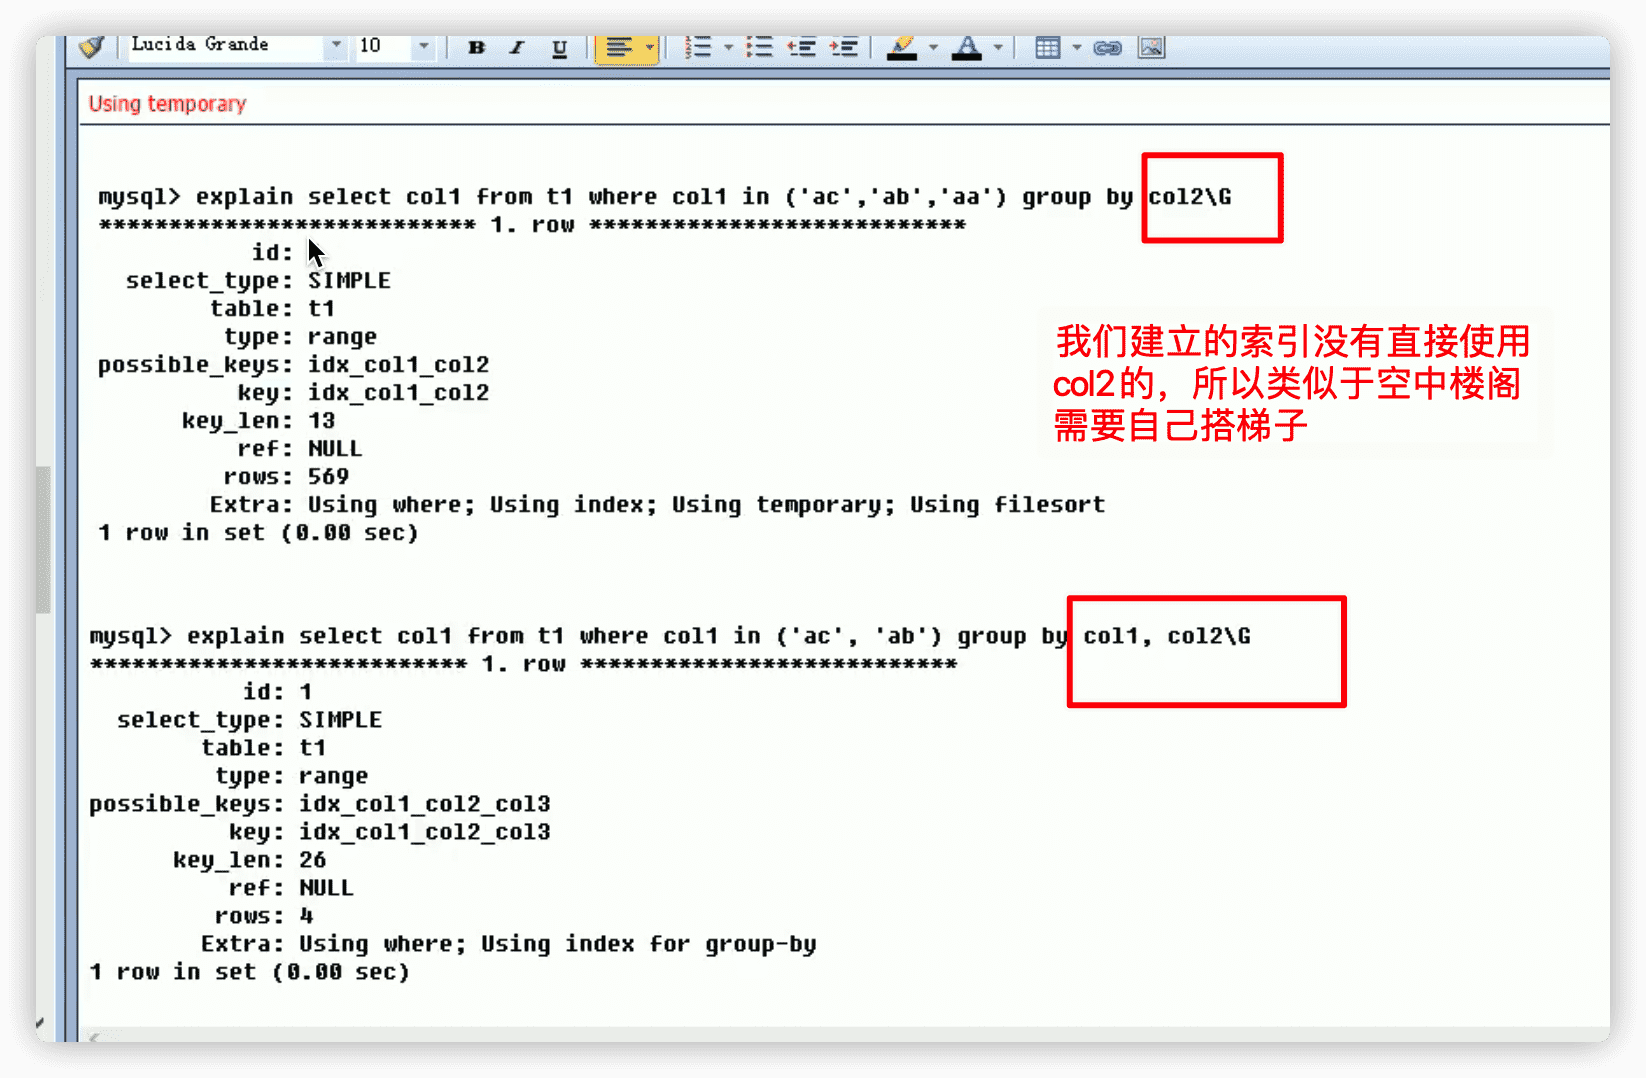 Lucida Grande 10 B I U A
Using temporary
mysql> explain select col1 from t1 where col1 in ('ac','ab','aa') group by col2\G
*************************** 1. row ***************************
id:
select_type: SIMPLE
table: t1
type: range
possible_keys: idx_col1_col2
key: idx_col1_col2
key_len: 13
ref: NULL
rows: 569
Extra: Using where; Using index; Using temporary; Using filesort
1 row in set (0.00 sec)
我们建立的索引没有直接使用
col2的，所以类似于空中楼阁
需要自己搭梯子
mysql> explain select col1 from t1 where col1 in ('ac', 'ab') group by col1, col2\G
*************************** 1. row ***************************
id: 1
select_type: SIMPLE
table: t1
type: range
possible_keys: idx_col1_col2_col3
key: idx_col1_col2_col3
key_len: 26
ref: NULL
rows: 4
Extra: Using where; Using index for group-by
1 row in set (0.00 sec)